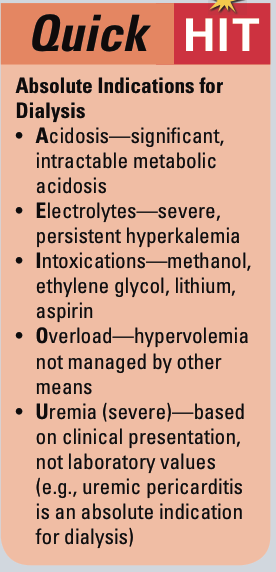 Quick HIT
Absolute Indications for
Dialysis
• Acidosis—significant,
intractable metabolic
acidosis
• Electrolytes—severe,
persistent hyperkalemia
• Intoxications—methanol,
ethylene glycol, lithium,
aspirin
• Overload—hypervolemia
not managed by other
means
• Uremia (severe)—based
on clinical presentation,
not laboratory values
(e.g., uremic pericarditis
is an absolute indication
for dialysis)